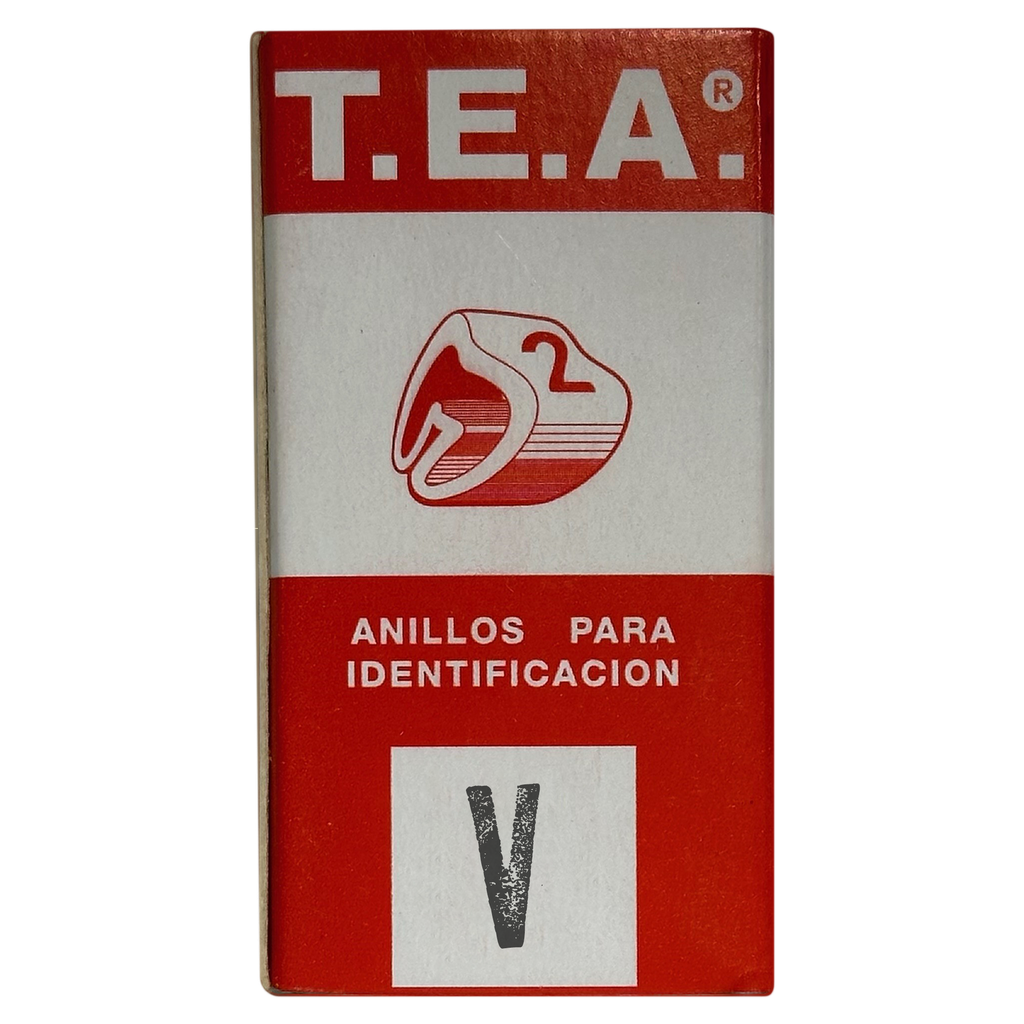 T.E.A.®
2
ANILLOS PARA
IDENTIFICACION
V